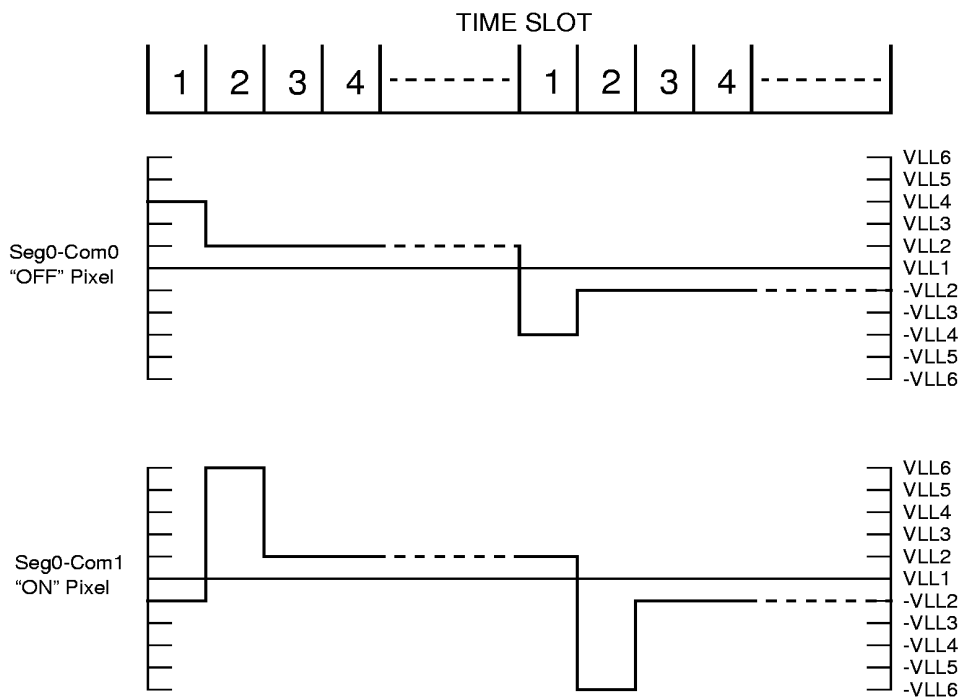 TIME SLOT
1 2 3 4 1 2 3 4
Seg0-Com0
“OFF” Pixel
VLL6
VLL5
VLL4
VLL3
VLL2
VLL1
-VLL2
-VLL3
-VLL4
-VLL5
-VLL6
Seg0-Com1
“ON” Pixel
VLL6
VLL5
VLL4
VLL3
VLL2
VLL1
-VLL2
-VLL3
-VLL4
-VLL5
-VLL6